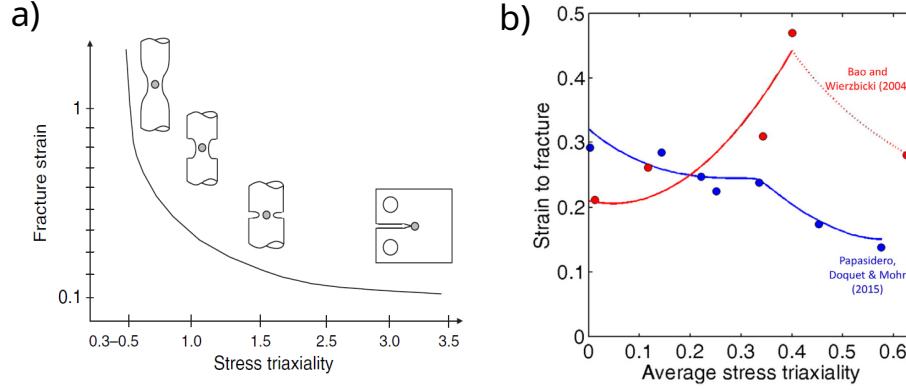 a)
Fracture strain
1
0.1
0.3–0.5
1.0
1.5
2.5
3.0
3.5
Stress triaxiality
b)
Strain to fracture
0.5
0.4
0.3
0.2
0.1
0
Bao and
Wierzbicki (2004
Papasidero,
Doquet & Mohr
(2015)
0
0.1
0.2
0.3
0.4
0.5
0.6
Average stress triaxiality